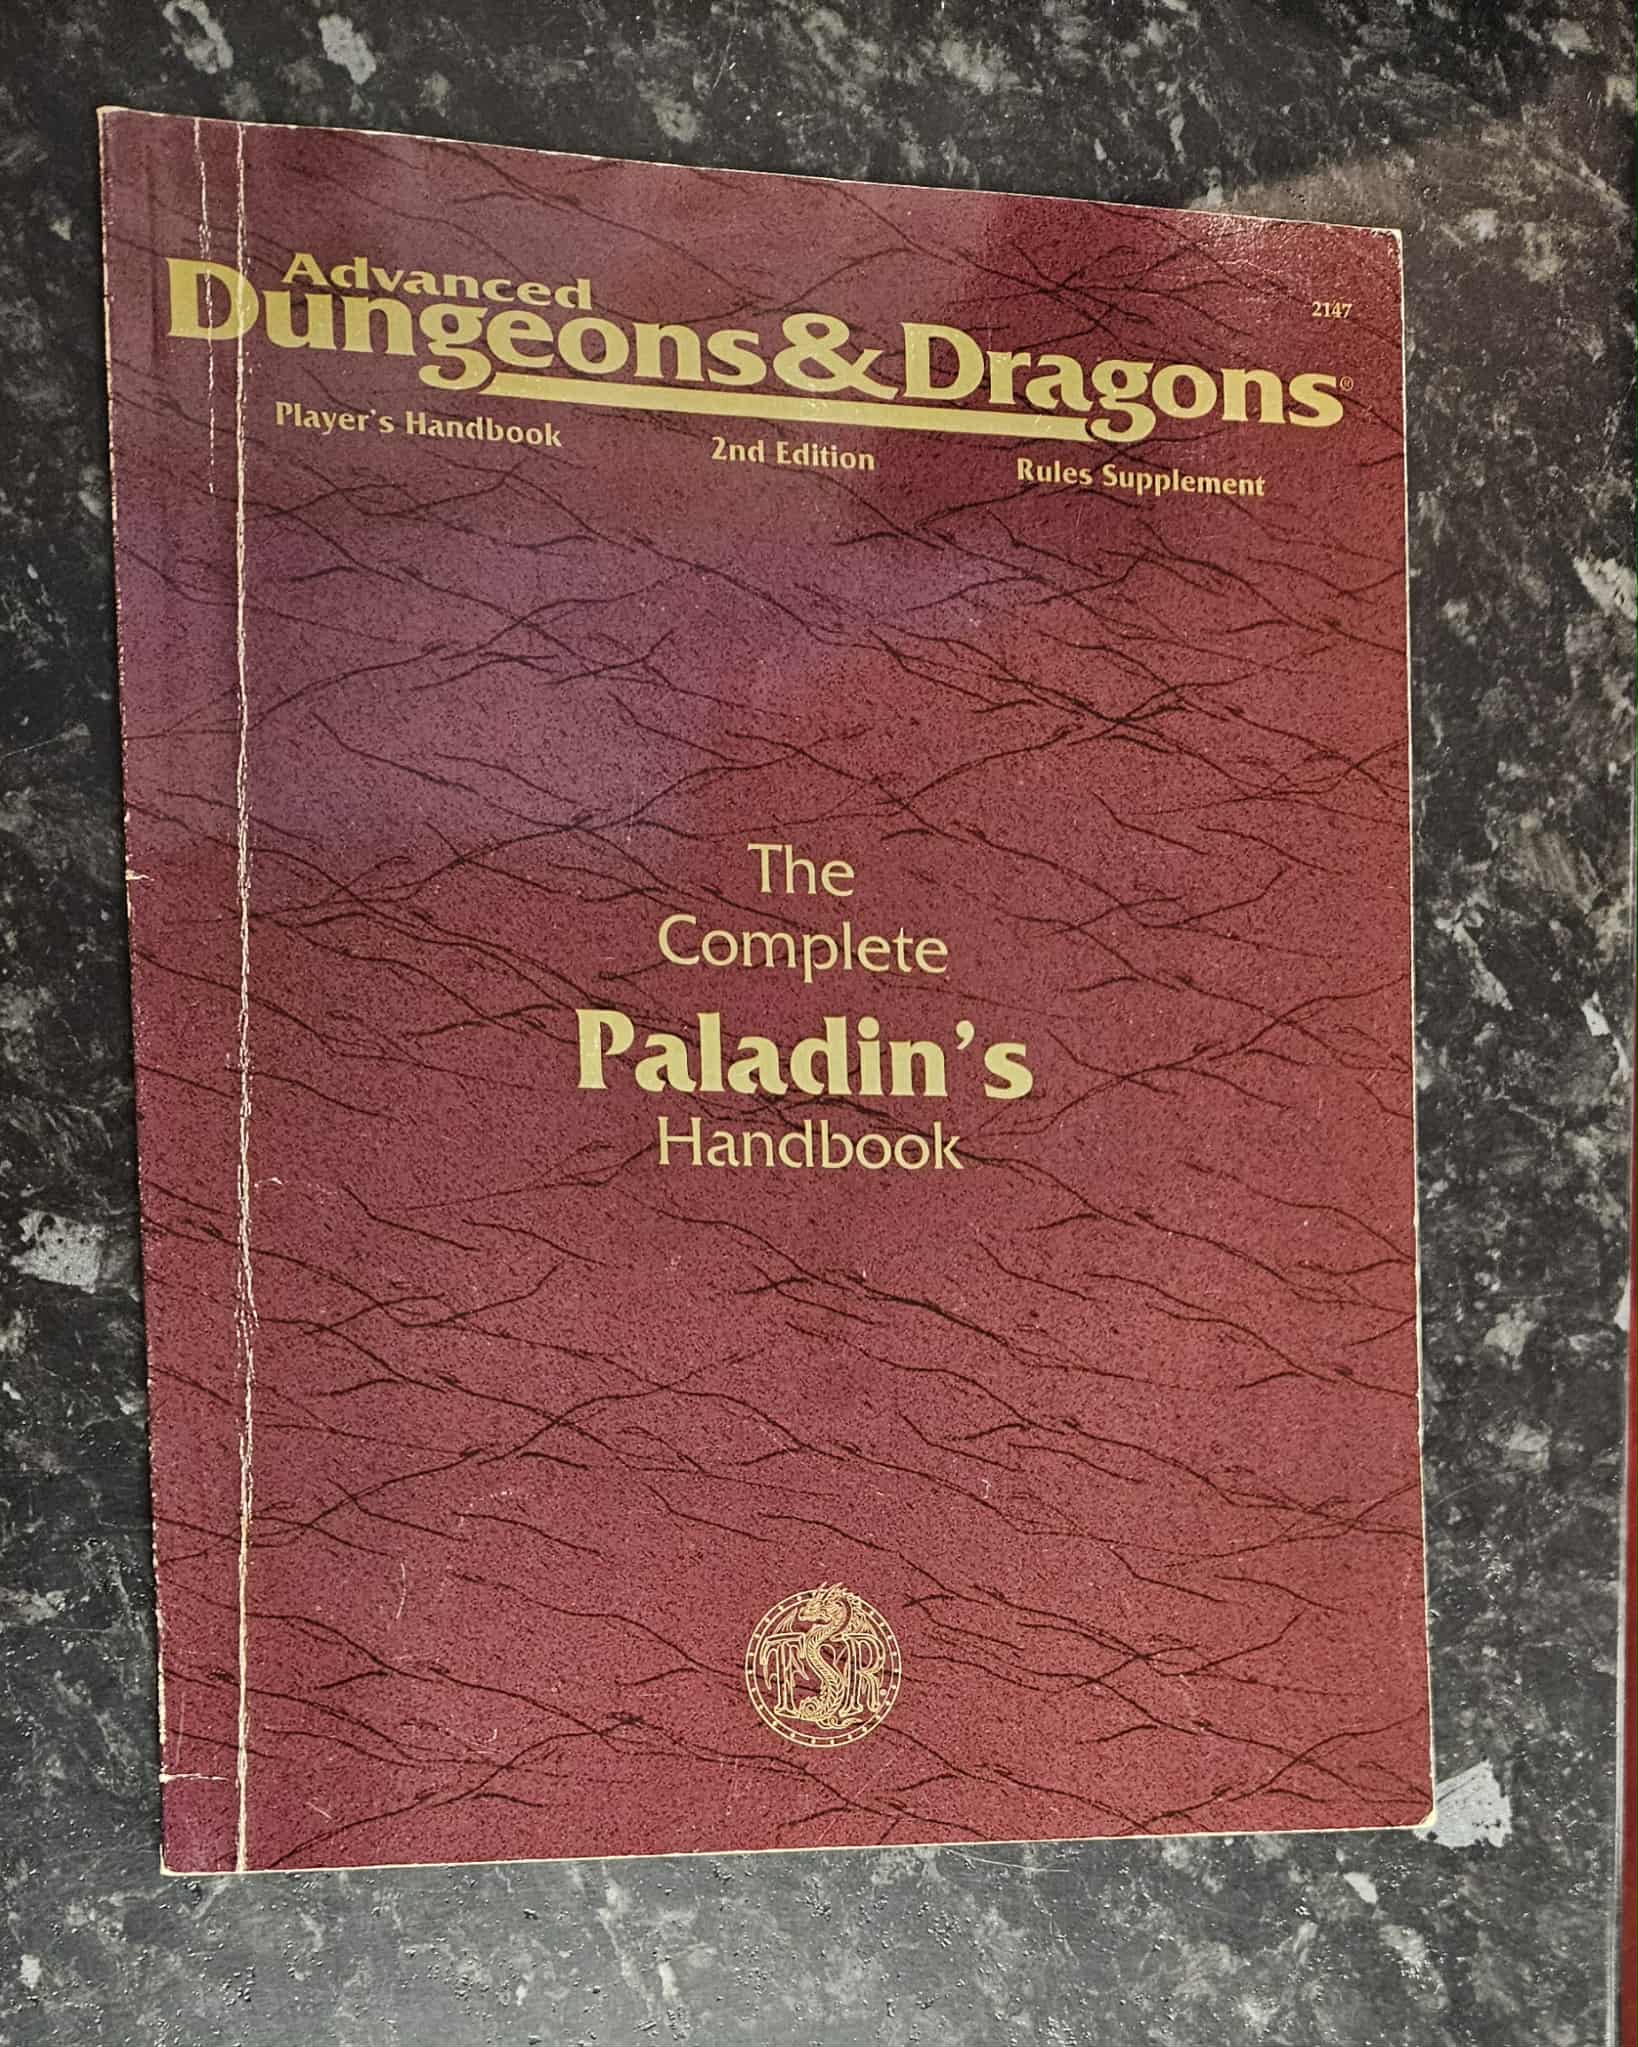 2147
Advanced
Dungeons & Dragons®
Player's Handbook 2nd Edition Rules Supplement
The
Complete
Paladin's
Handbook
TSR